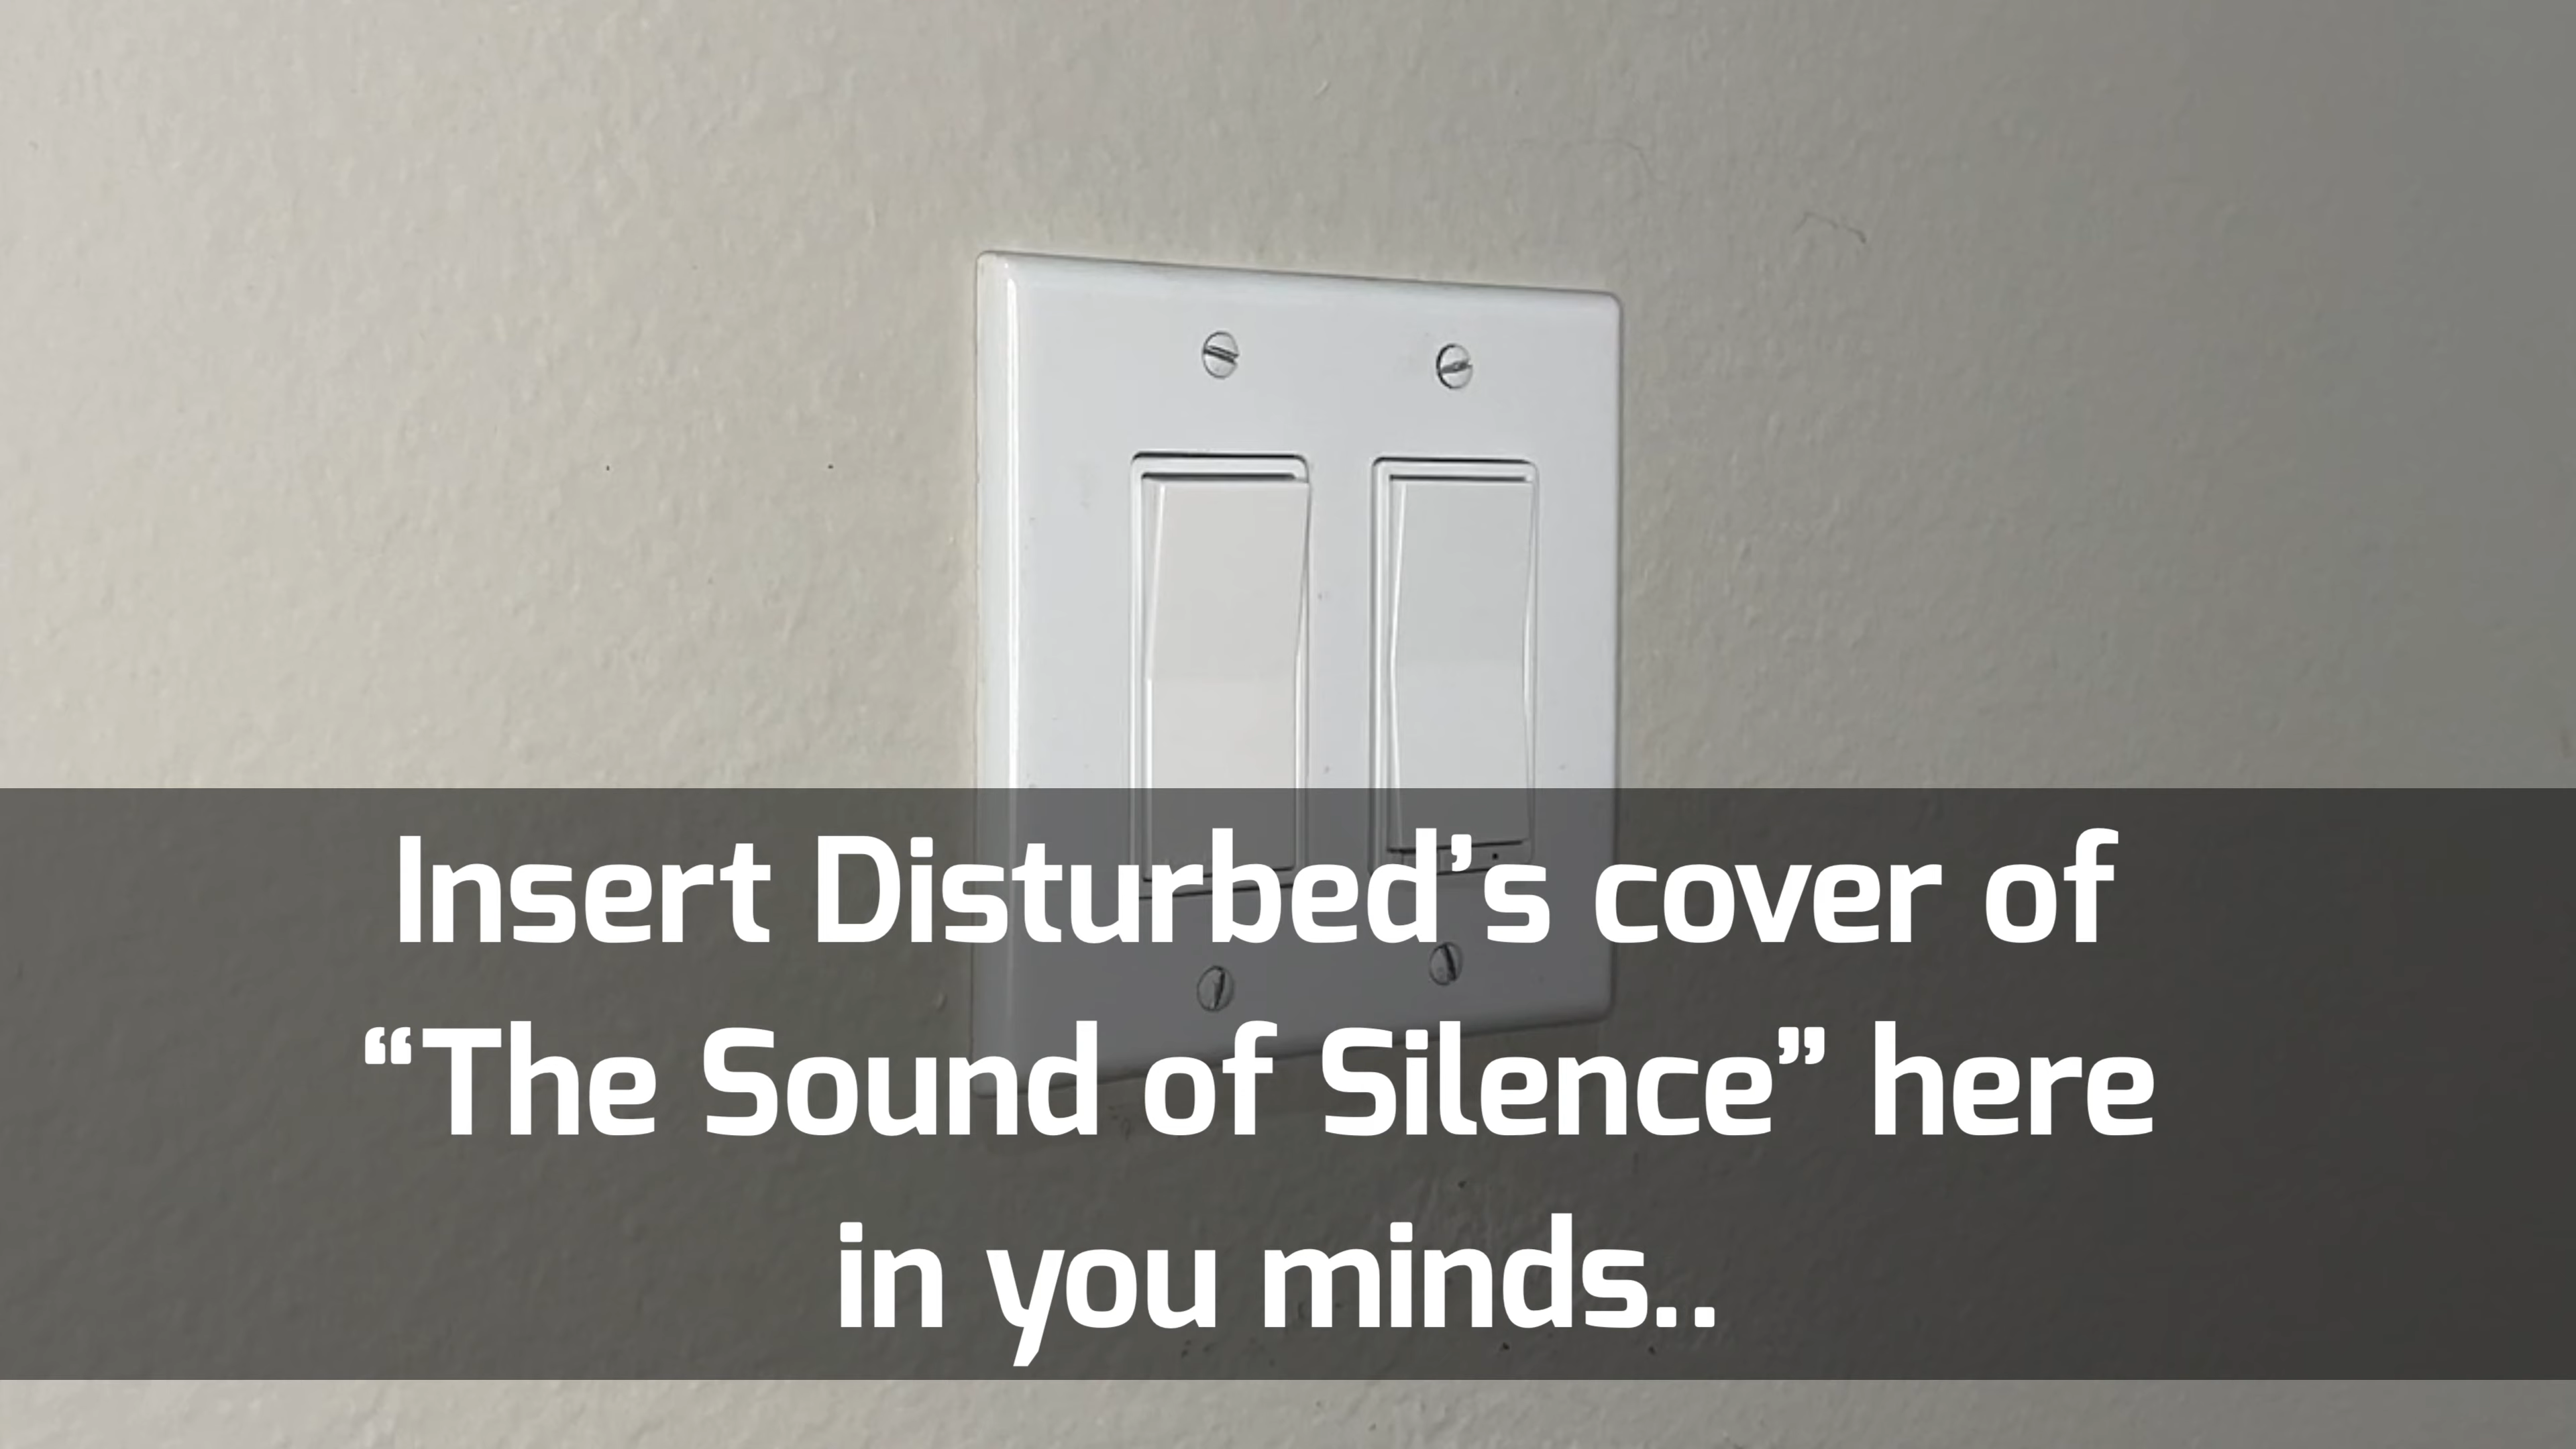 Insert Disturbed’s cover of
“The Sound of Silence” here
in you minds..